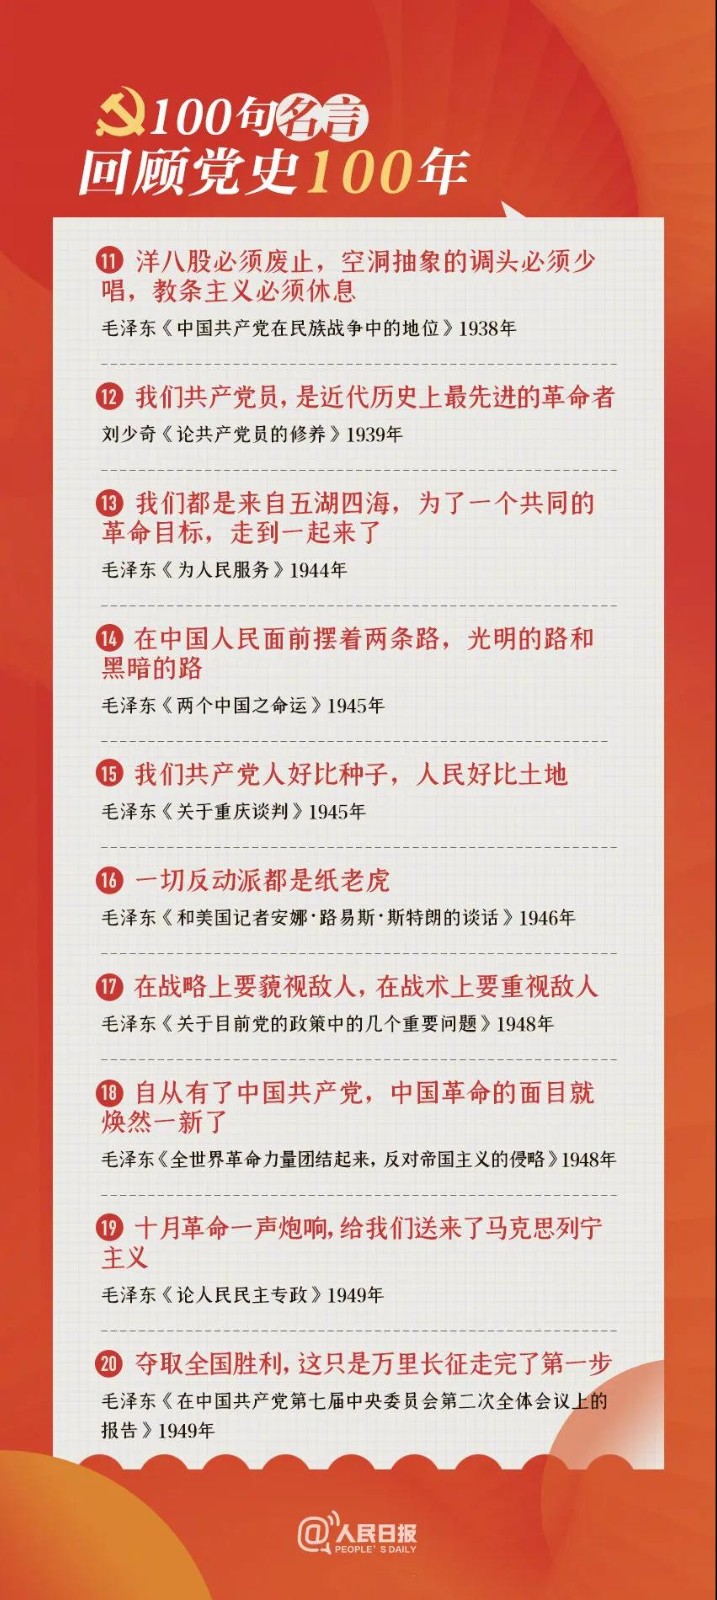 100句名言
回顾党史100年
11 洋八股必须废止，空洞抽象的调头必须少
唱，教条主义必须休息
毛泽东《中国共产党在民族战争中的地位》1938年
12 我们共产党员，是近代历史上最先进的革命者
刘少奇《论共产党员的修养》1939年
13 我们都是来自五湖四海，为了一个共同的
革命目标，走到一起来了
毛泽东《为人民服务》1944年
14 在中国人民面前摆着两条路，光明的路和
黑暗的路
毛泽东《两个中国之命运》1945年
15 我们共产党人好比种子，人民好比土地
毛泽东《关于重庆谈判》1945年
16 一切反动派都是纸老虎
毛泽东《和美国记者安娜·路易斯·斯特朗的谈话》1946年
17 在战略上要藐视敌人，在战术上要重视敌人
毛泽东《关于目前党的政策中的几个重要问题》1948年
18 自从有了中国共产党，中国革命的面目就
焕然一新了
毛泽东《全世界革命力量团结起来，反对帝国主义的侵略》1948年
19 十月革命一声炮响，给我们送来了马克思列宁
主义
毛泽东《论人民民主专政》1949年
20 夺取全国胜利，这只是万里长征走完了第一步
毛泽东《在中国共产党第七届中央委员会第二次全体会议上的
报告》1949年
@人民日报
PEOPLE'S DAILY